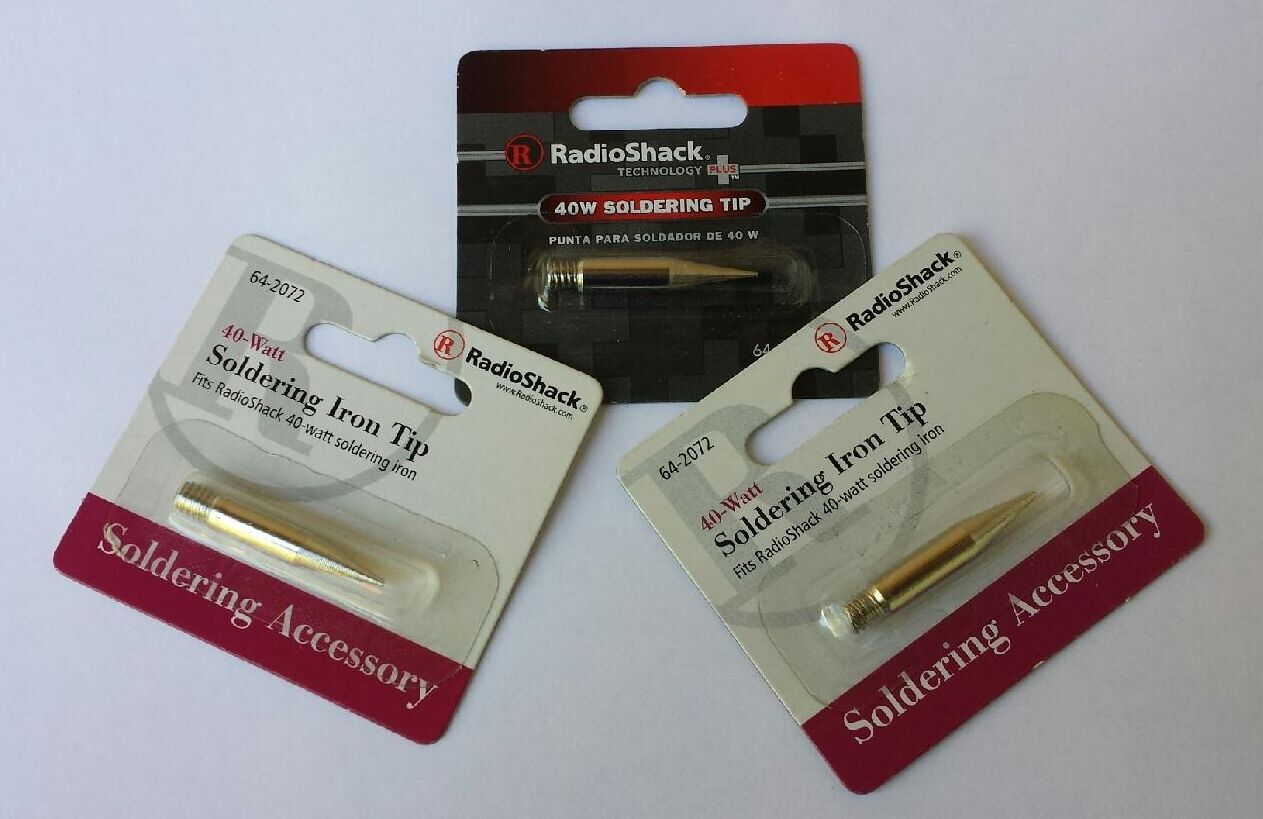 R RadioShack®
TECHNOLOGY PLUS™
40W SOLDERING TIP
PUNTA PARA SOLDADOR DE 40 W
64
64-2072
R RadioShack®
www.RadioShack.com
40-Watt
Soldering Iron Tip
Fits RadioShack 40-watt soldering iron
Soldering Accessory
R RadioShack®
www.RadioShack.com
64-2072
40-Watt
Soldering Iron Tip
Fits RadioShack 40-watt soldering iron
Soldering Accessory